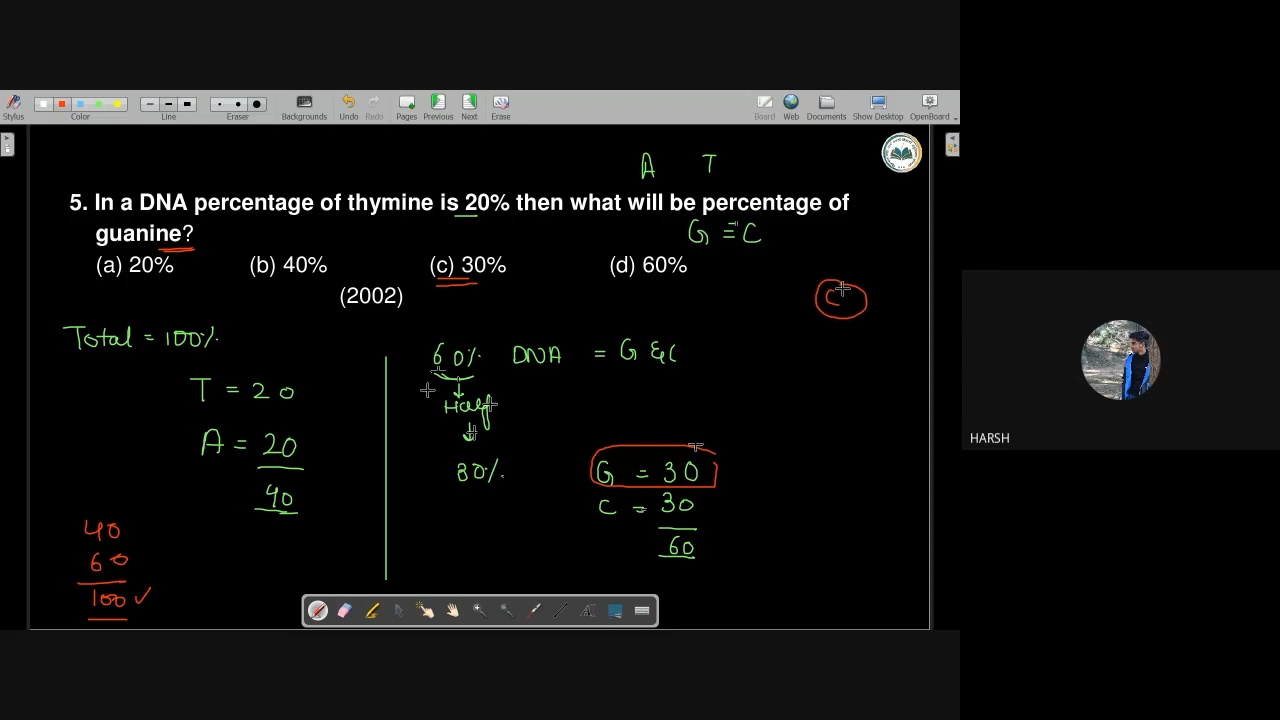 Stylus Color Line Eraser Backgrounds Undo Redo Pages Previous Next Erase Board Web Documents Show Desktop OpenBoard
A T
5. In a DNA percentage of thymine is 20% then what will be percentage of
guanine?
G ≡ C
(a) 20% (b) 40% (c) 30% (d) 60%
(2002)
C
Total = 100%
T = 20
A = 20
40
40
60
100 ✓
60% DNA = G & C
Half
30%
G = 30
C = 30
60
HARSH